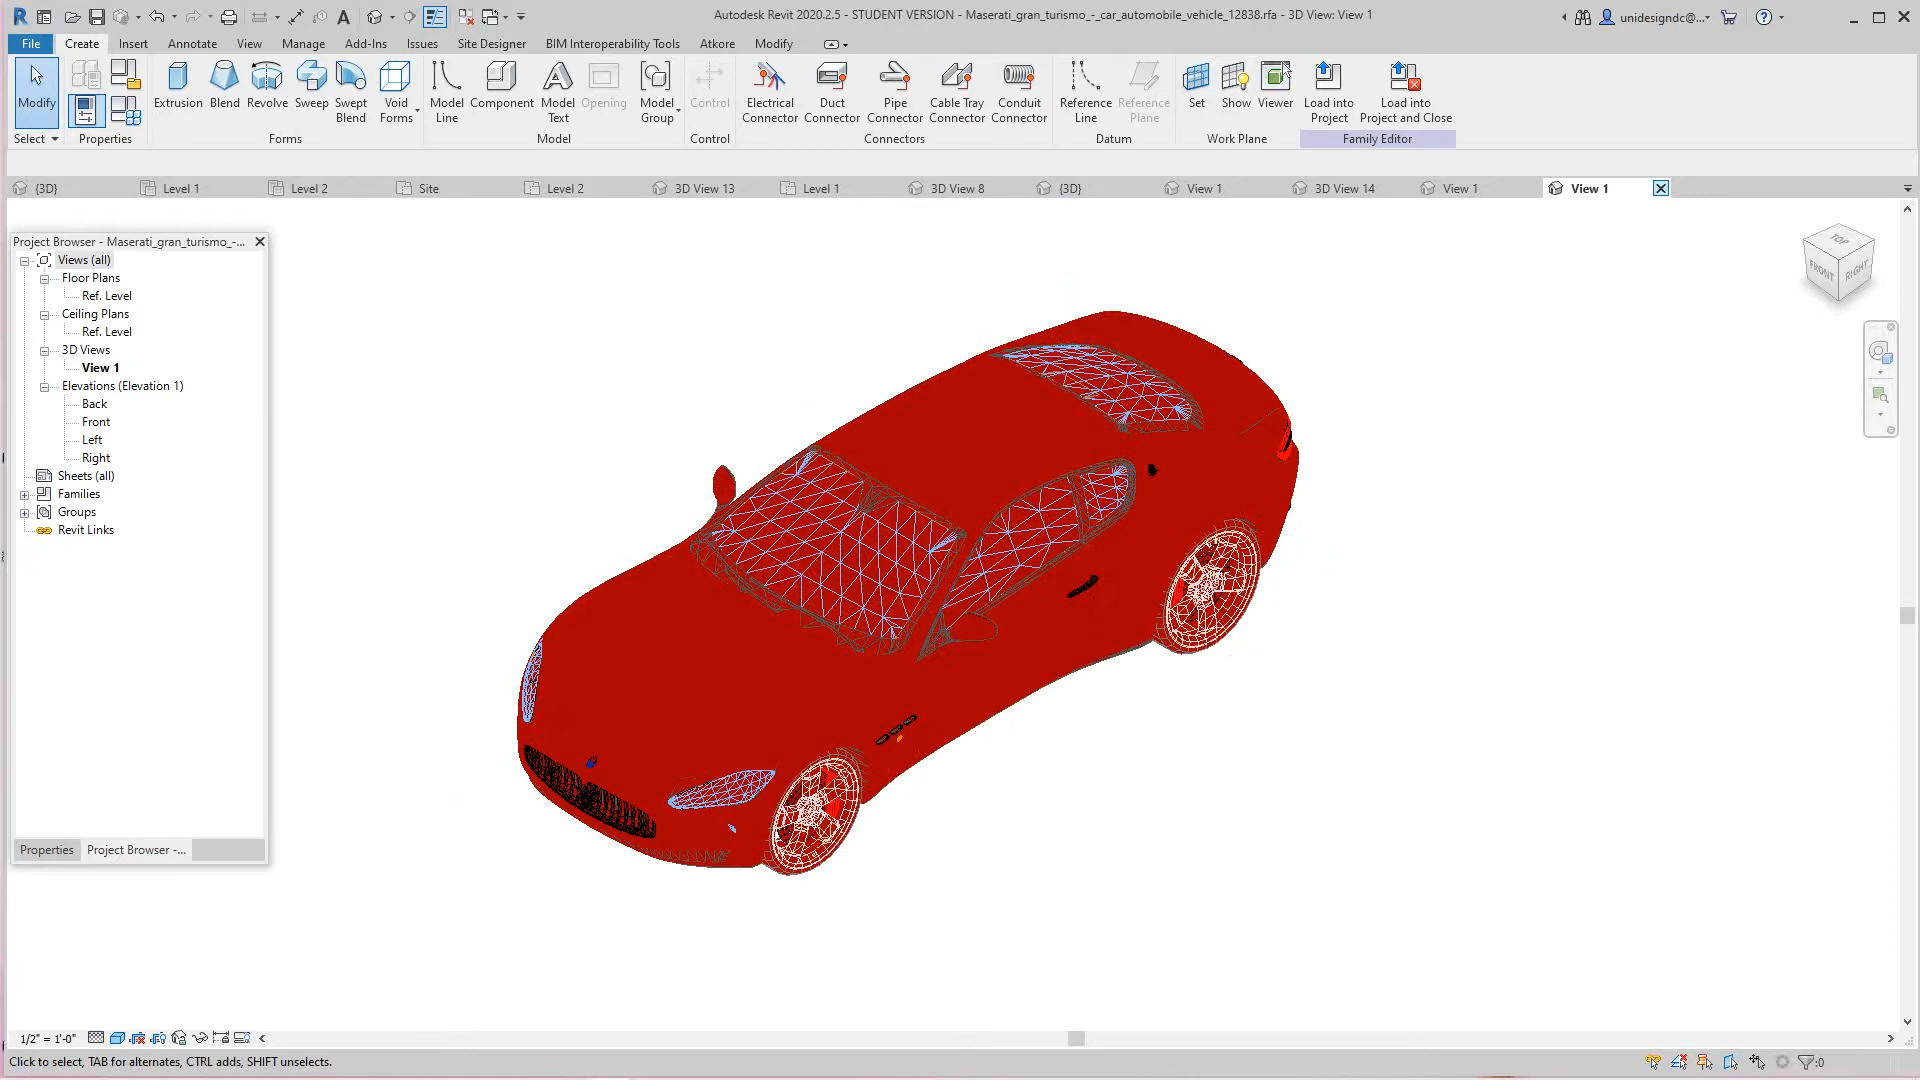 Autodesk Revit 2020.2.5 - STUDENT VERSION - Maserati_gran_turismo_-_car_automobile_vehicle_12838.rfa - 3D View: View 1
unidesigndc@...
File Create Insert Annotate View Manage Add-Ins Issues Site Designer BIM Interoperability Tools Atkore Modify
Modify
Extrusion Blend Revolve Sweep Swept Blend Void Forms
Model Line Component Model Text Opening Model Group
Control
Electrical Connector Duct Connector Pipe Connector Cable Tray Connector Conduit Connector
Reference Line Reference Plane
Set Show Viewer
Load into Project Load into Project and Close
Select Properties Forms Model Control Connectors Datum Work Plane Family Editor
{3D} Level 1 Level 2 Site Level 2 3D View 13 Level 1 3D View 8 {3D} View 1 3D View 14 View 1 View 1
Project Browser - Maserati_gran_turismo_-...
Views (all)
Floor Plans
Ref. Level
Ceiling Plans
Ref. Level
3D Views
View 1
Elevations (Elevation 1)
Back
Front
Left
Right
Sheets (all)
Families
Groups
Revit Links
Properties Project Browser -...
TOP
FRONT RIGHT
1/2" = 1'-0"
Click to select, TAB for alternates, CTRL adds, SHIFT unselects.
:0